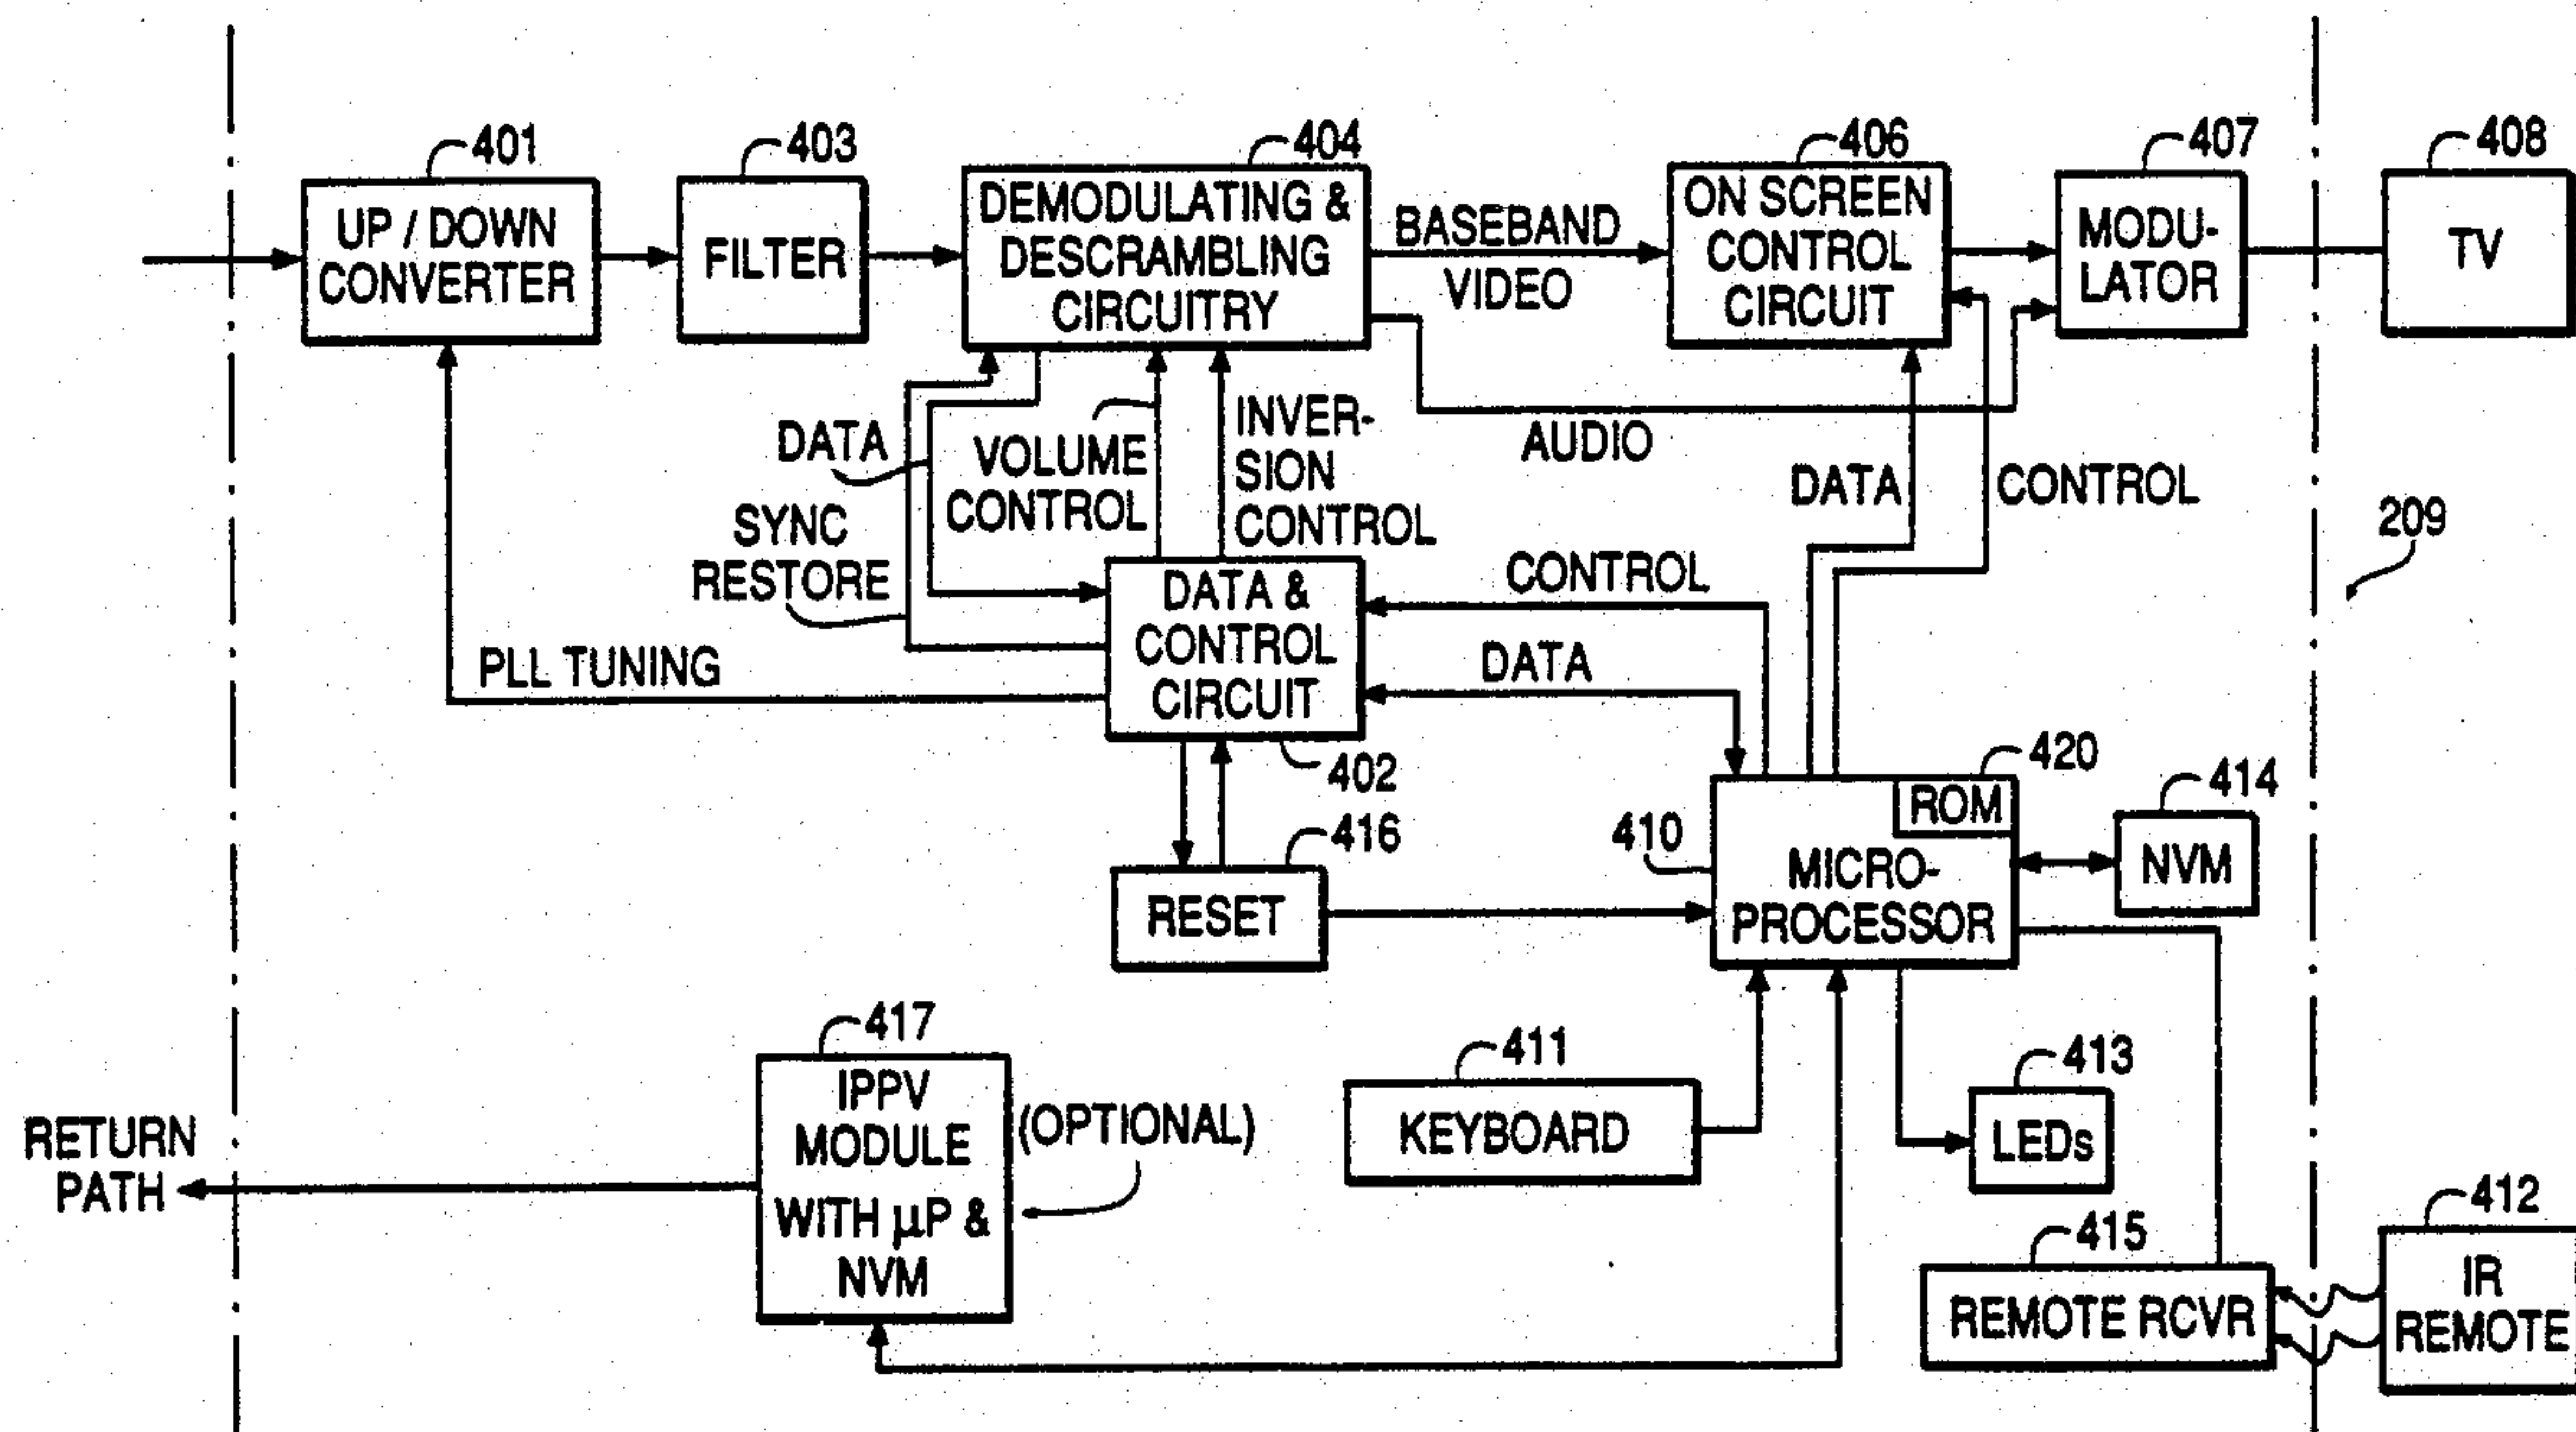 401
403
404
406
407
408
UP / DOWN
CONVERTER
FILTER
DEMODULATING &
DESCRAMBLING
CIRCUITRY
BASEBAND
VIDEO
ON SCREEN
CONTROL
CIRCUIT
MODU-
LATOR
TV
DATA
VOLUME
CONTROL
INVER-
SION
CONTROL
AUDIO
DATA
CONTROL
209
SYNC
RESTORE
PLL TUNING
DATA &
CONTROL
CIRCUIT
CONTROL
DATA
402
420
414
416
410
ROM
MICRO-
PROCESSOR
NVM
RESET
417
411
413
IPPV
MODULE
WITH µP &
NVM
(OPTIONAL)
KEYBOARD
LEDs
RETURN
PATH
415
412
REMOTE RCVR
IR
REMOTE